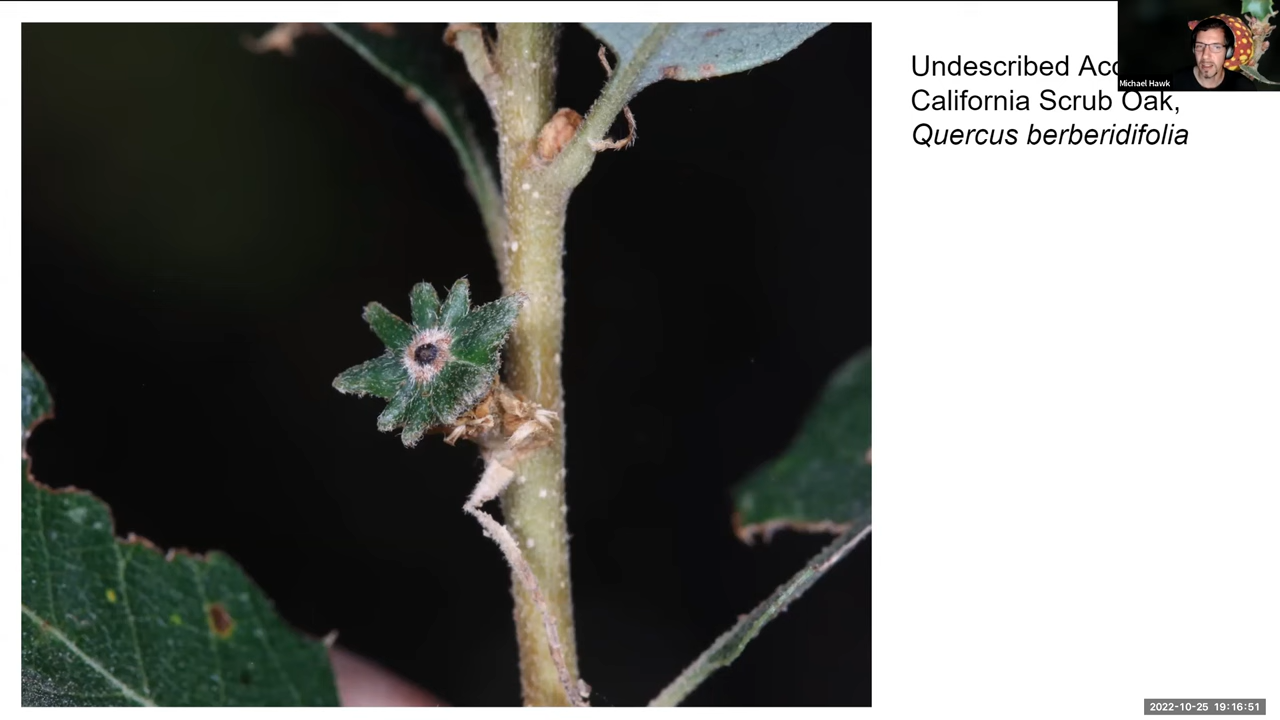 Undescribed
California Scrub Oak,
Quercus berberidifolia
Michael Hawk
2022-10-25 19:16:51